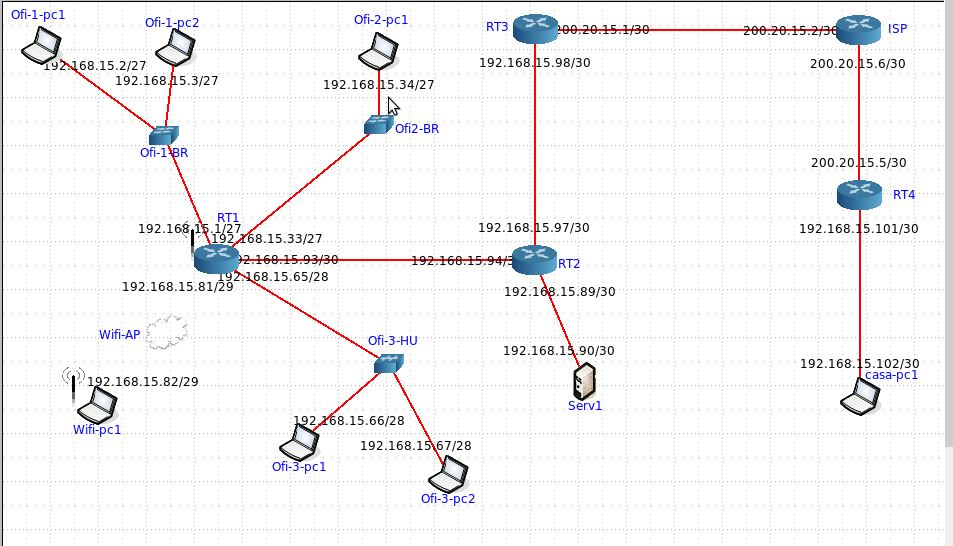 Ofi-1-pc1
Ofi-1-pc2
Ofi-2-pc1
RT3
200.20.15.1/30
200.20.15.2/30
ISP
192.168.15.2/27
192.168.15.3/27
192.168.15.34/27
192.168.15.98/30
200.20.15.6/30
Ofi-1-BR
Ofi2-BR
200.20.15.5/30
RT4
RT1
192.168.15.1/27
192.168.15.33/27
192.168.15.97/30
192.168.15.101/30
192.168.15.93/30
192.168.15.94/3
RT2
192.168.15.65/28
192.168.15.81/29
192.168.15.89/30
Wifi-AP
Ofi-3-HU
192.168.15.90/30
192.168.15.102/30
casa-pc1
192.168.15.82/29
Serv1
Wifi-pc1
192.168.15.66/28
192.168.15.67/28
Ofi-3-pc1
Ofi-3-pc2